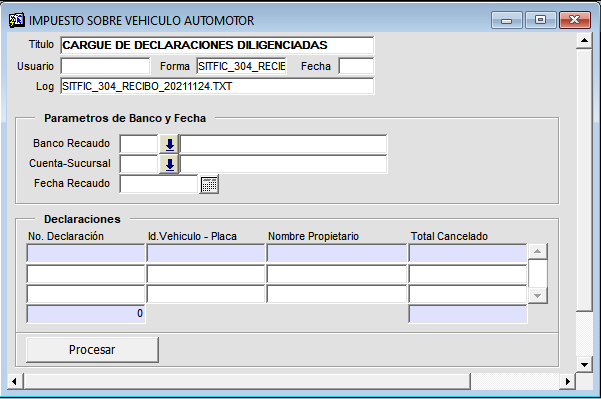 IMPUESTO SOBRE VEHICULO AUTOMOTOR
Titulo CARGUE DE DECLARACIONES DILIGENCIADAS
Usuario Forma SITFIC_304_RECIE Fecha
Log SITFIC_304_RECIBO_20211124.TXT
Parametros de Banco y Fecha
Banco Recaudo
Cuenta-Sucursal
Fecha Recaudo
Declaraciones
No. Declaración Id.Vehiculo - Placa Nombre Propietario Total Cancelado
0
Procesar